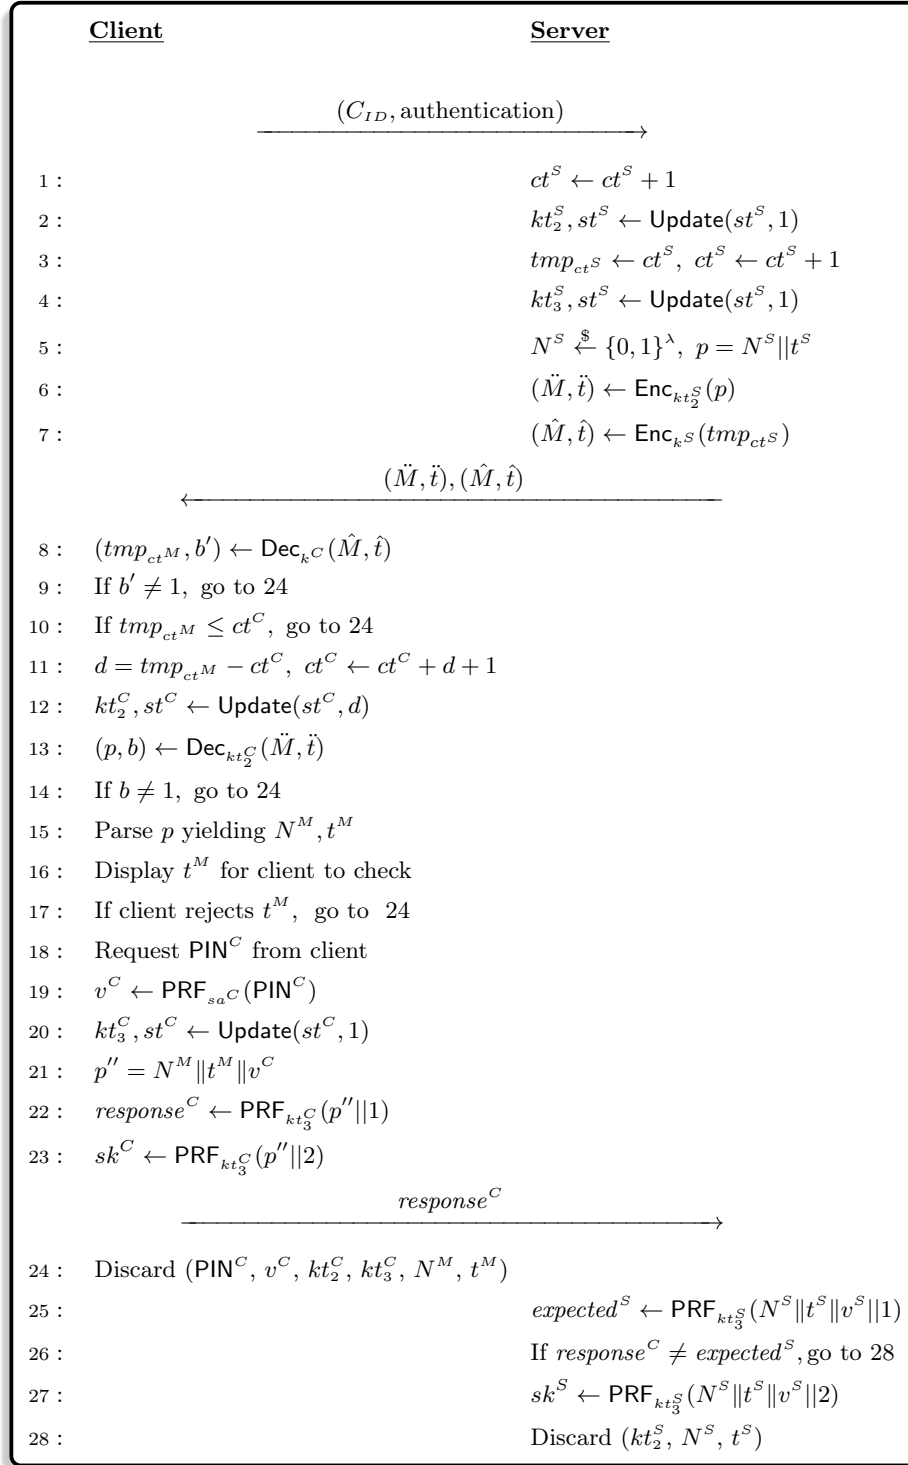 Client Server
(C_{ID}, authentication)
1 : ct^S ← ct^S + 1
2 : kt_2^S, st^S ← Update(st^S, 1)
3 : tmp_{ct^S} ← ct^S, ct^S ← ct^S + 1
4 : kt_3^S, st^S ← Update(st^S, 1)
5 : N^S ←$ {0, 1}^λ, p = N^S||t^S
6 : (M̈, ẗ) ← Enc_{kt_2^S}(p)
7 : (M̂, t̂) ← Enc_{k^S}(tmp_{ct^S})
(M̈, ẗ), (M̂, t̂)
8 : (tmp_{ct^M}, b′) ← Dec_{k^C}(M̂, t̂)
9 : If b′ ≠ 1, go to 24
10 : If tmp_{ct^M} ≤ ct^C, go to 24
11 : d = tmp_{ct^M} − ct^C, ct^C ← ct^C + d + 1
12 : kt_2^C, st^C ← Update(st^C, d)
13 : (p, b) ← Dec_{kt_2^C}(M̈, ẗ)
14 : If b ≠ 1, go to 24
15 : Parse p yielding N^M, t^M
16 : Display t^M for client to check
17 : If client rejects t^M, go to 24
18 : Request PIN^C from client
19 : v^C ← PRF_{sa^C}(PIN^C)
20 : kt_3^C, st^C ← Update(st^C, 1)
21 : p″ = N^M‖t^M‖v^C
22 : response^C ← PRF_{kt_3^C}(p″||1)
23 : sk^C ← PRF_{kt_3^C}(p″||2)
response^C
24 : Discard (PIN^C, v^C, kt_2^C, kt_3^C, N^M, t^M)
25 : expected^S ← PRF_{kt_3^S}(N^S‖t^S‖v^S||1)
26 : If response^C ≠ expected^S, go to 28
27 : sk^S ← PRF_{kt_3^S}(N^S‖t^S‖v^S||2)
28 : Discard (kt_2^S, N^S, t^S)